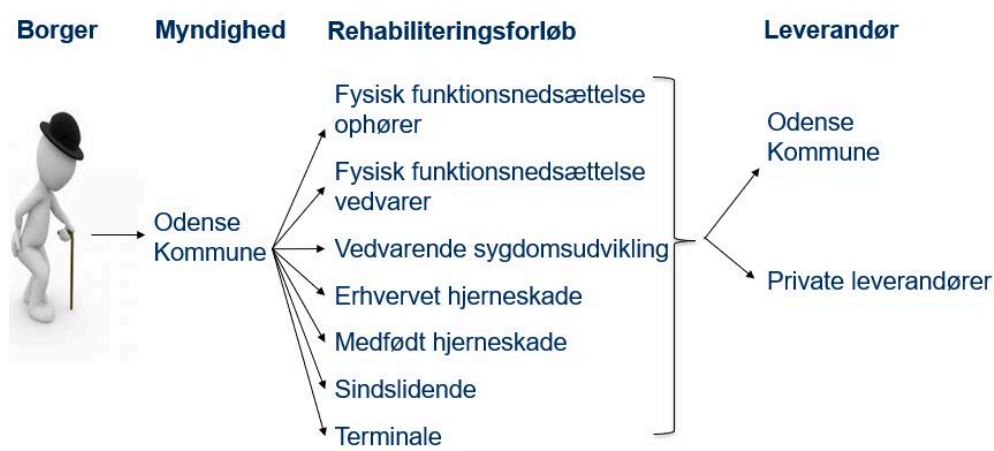 Borger
Myndighed
Rehabiliteringsforløb
Leverandør
Odense
Kommune
Fysisk funktionsnedsættelse
ophører
Fysisk funktionsnedsættelse
vedvarer
Vedvarende sygdomsudvikling
Erhvervet hjerneskade
Medfødt hjerneskade
Sindslidende
Terminale
Odense
Kommune
Private leverandører